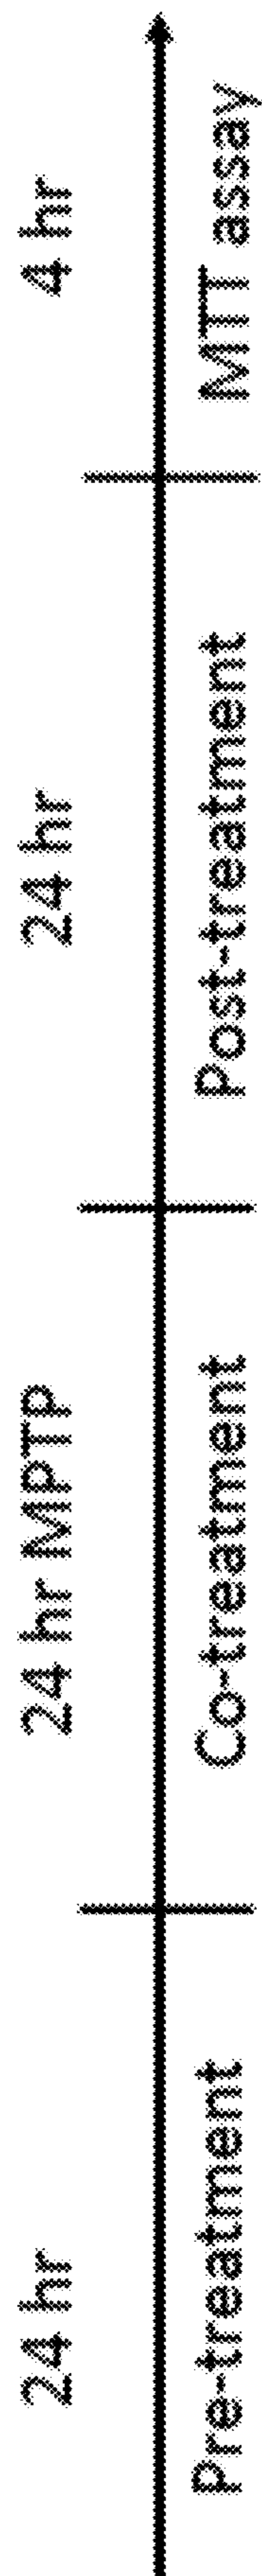 24 hr
24 hr MPTP
24 hr
4 hr
Pre-treatment
Co-treatment
Post-treatment
MTT assay